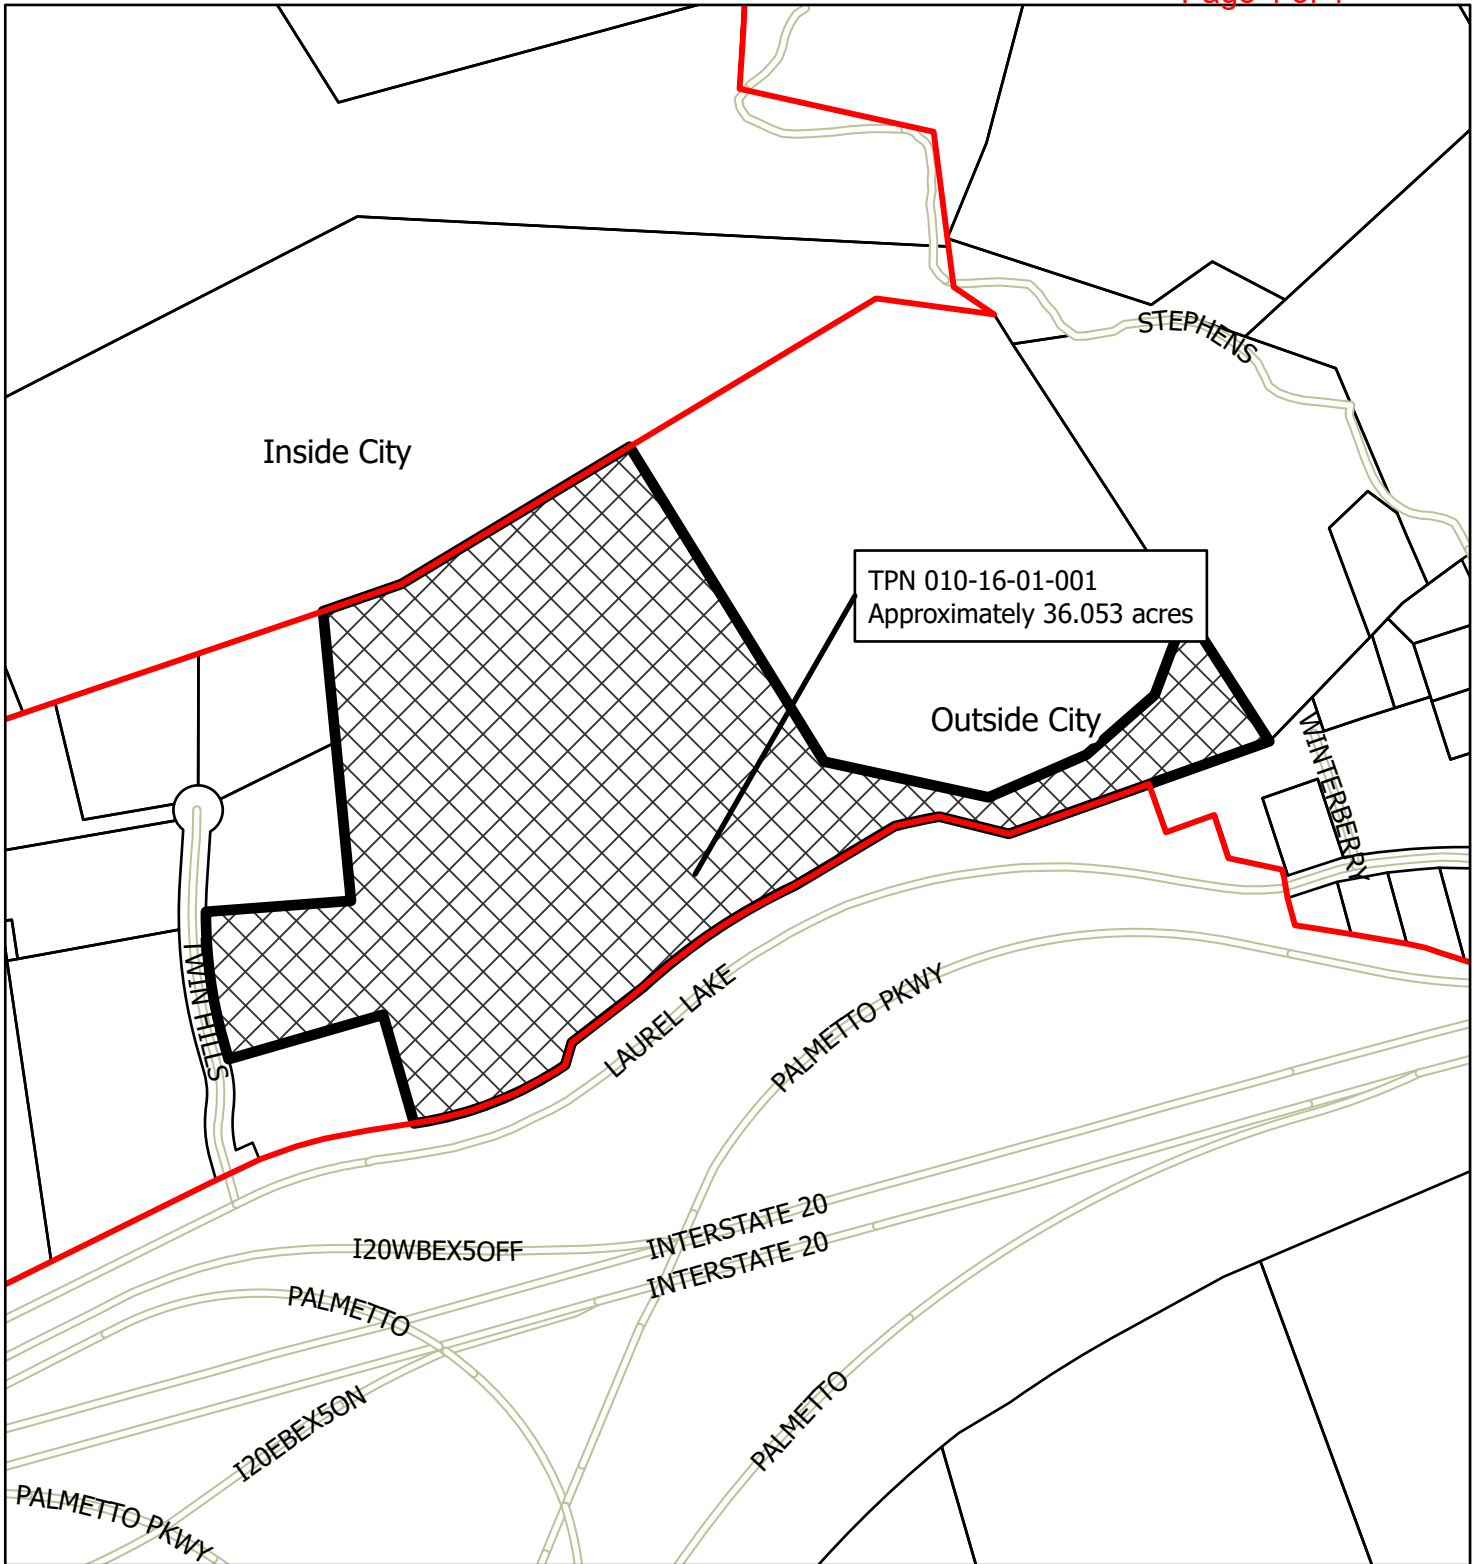 STEPHENS
Inside City
TPN 010-16-01-001
Approximately 36.053 acres
Outside City
WINTERBERRY
TWIN HILLS
LAUREL LAKE
PALMETTO PKWY
INTERSTATE 20
I20WBEX5OFF
INTERSTATE 20
PALMETTO
PALMETTO
I20EBEX5ON
PALMETTO PKWY